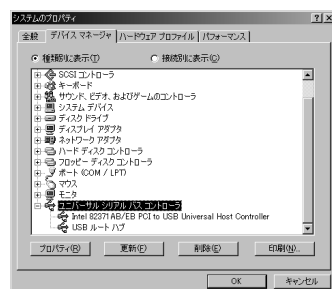 システムのプロパティ
全般 デバイス マネージャ ハードウェア プロファイル パフォーマンス
種類別に表示(T) 接続別に表示(C)
SCSI コントローラ
キーボード
サウンド、ビデオ、およびゲームのコントローラ
システム デバイス
ディスク ドライブ
ディスプレイ アダプタ
ネットワーク アダプタ
ハード ディスク コントローラ
フロッピー ディスク コントローラ
ポート (COM / LPT)
マウス
モニタ
ユニバーサル シリアル バス コントローラ
Intel 82371AB/EB PCI to USB Universal Host Controller
USB ルート ハブ
プロパティ(R) 更新(F) 削除(E) 印刷(N)...
OK キャンセル